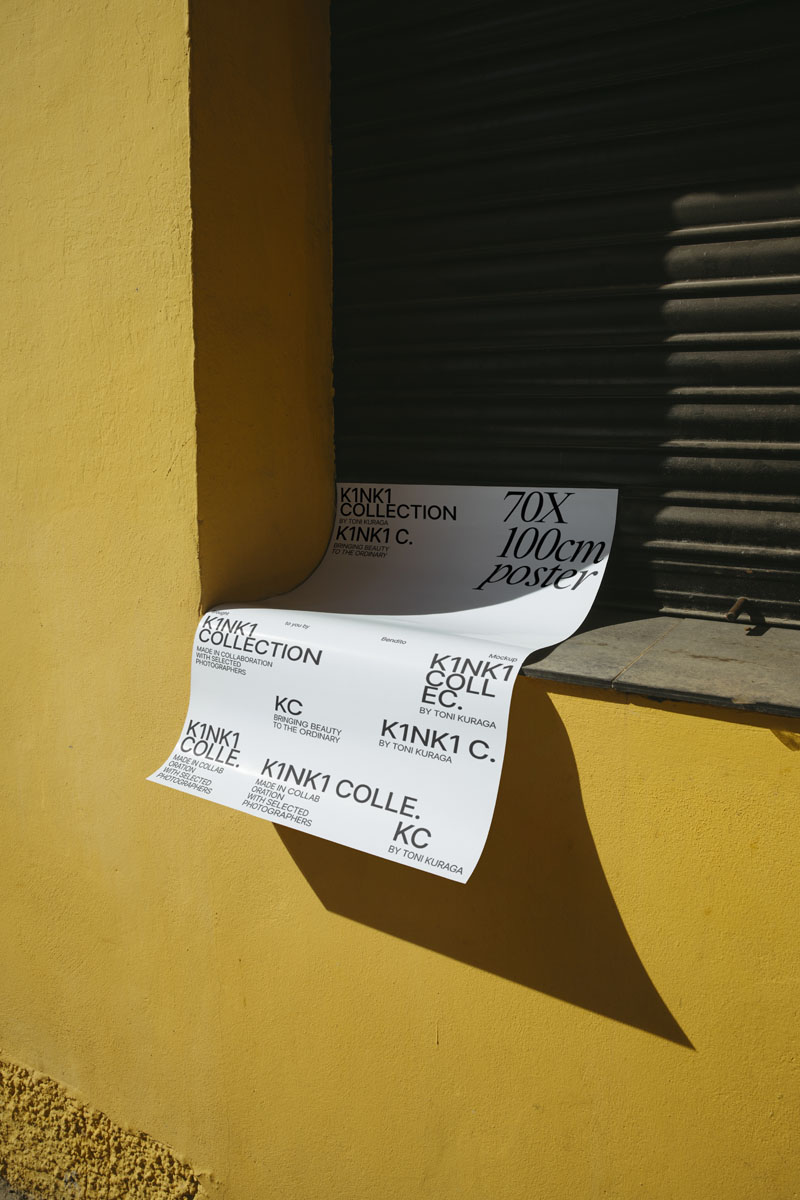 K1NK1
COLLECTION
BY TONI KURAGA
K1NK1 C.
BRINGING BEAUTY
TO THE ORDINARY
70X
100cm
poster
to you by
Bendito
Mockup
K1NK1
COLLECTION
MADE IN COLLABORATION
WITH SELECTED
PHOTOGRAPHERS
K1NK1
COLL
EC.
BY TONI KURAGA
KC
BRINGING BEAUTY
TO THE ORDINARY
K1NK1 C.
BY TONI KURAGA
K1NK1
COLLE.
MADE IN COLLAB
ORATION
WITH SELECTED
PHOTOGRAPHERS
K1NK1 COLLE.
MADE IN COLLAB
ORATION
WITH SELECTED
PHOTOGRAPHERS
KC
BY TONI KURAGA